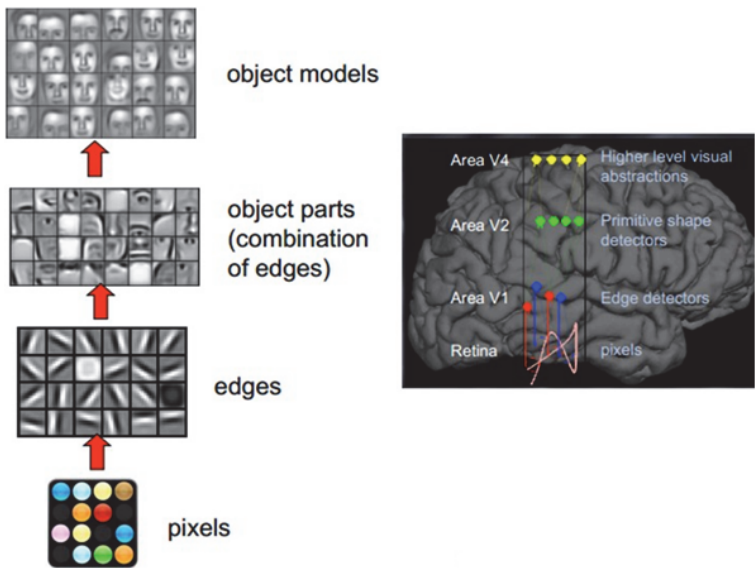 object models
object parts
(combination
of edges)
edges
pixels
Area V4
Higher level visual
abstractions
Area V2
Primitive shape
detectors
Area V1
Edge detectors
Retina
pixels